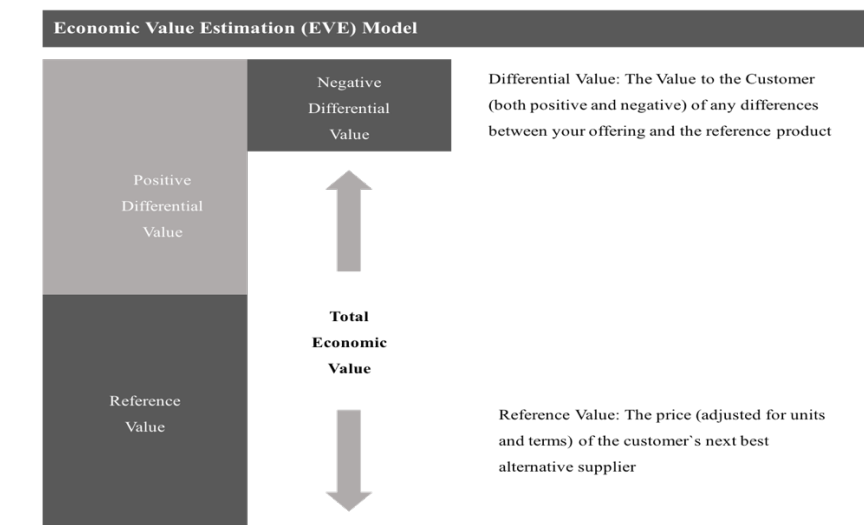 Economic Value Estimation (EVE) Model
Negative
Differential
Value
Differential Value: The Value to the Customer
(both positive and negative) of any differences
between your offering and the reference product
Positive
Differential
Value
Total
Economic
Value
Reference
Value
Reference Value: The price (adjusted for units
and terms) of the customer`s next best
alternative supplier